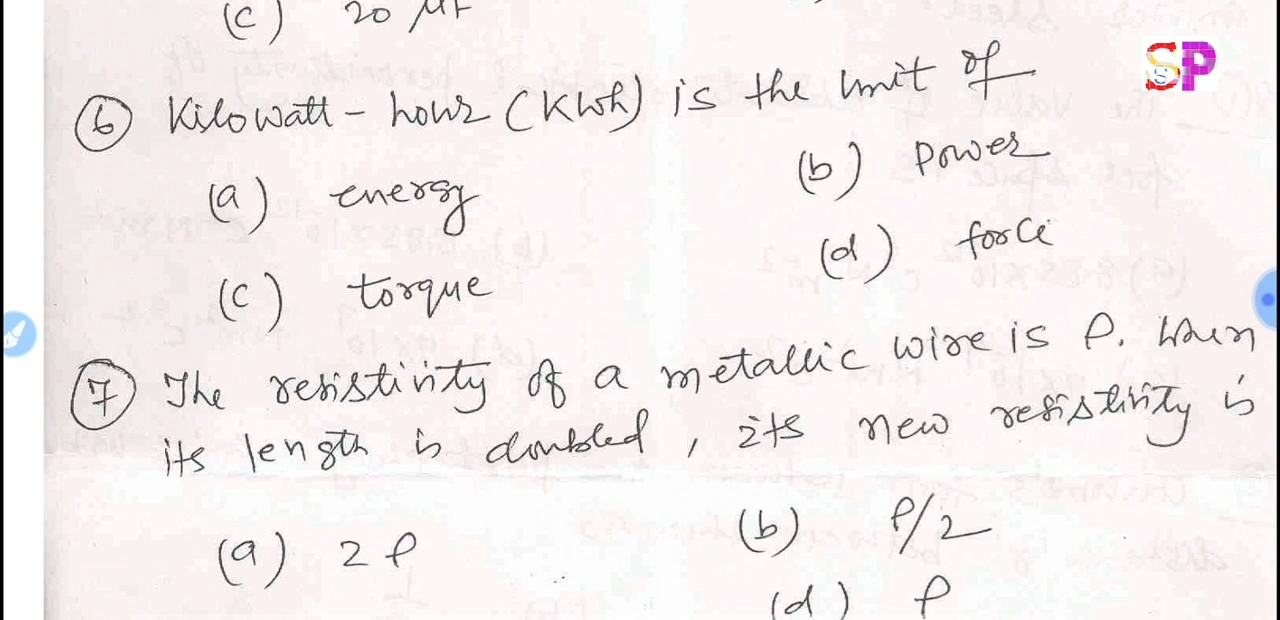 (c) 20 μF
SP
⑥ Kilowatt - hour (KWh) is the unit of
(a) energy
(b) power
(c) torque
(d) force
⑦ The resistivity of a metallic wire is ρ. When
its length is doubled, its new resistivity is
(a) 2ρ
(b) ρ/2
(d) ρ